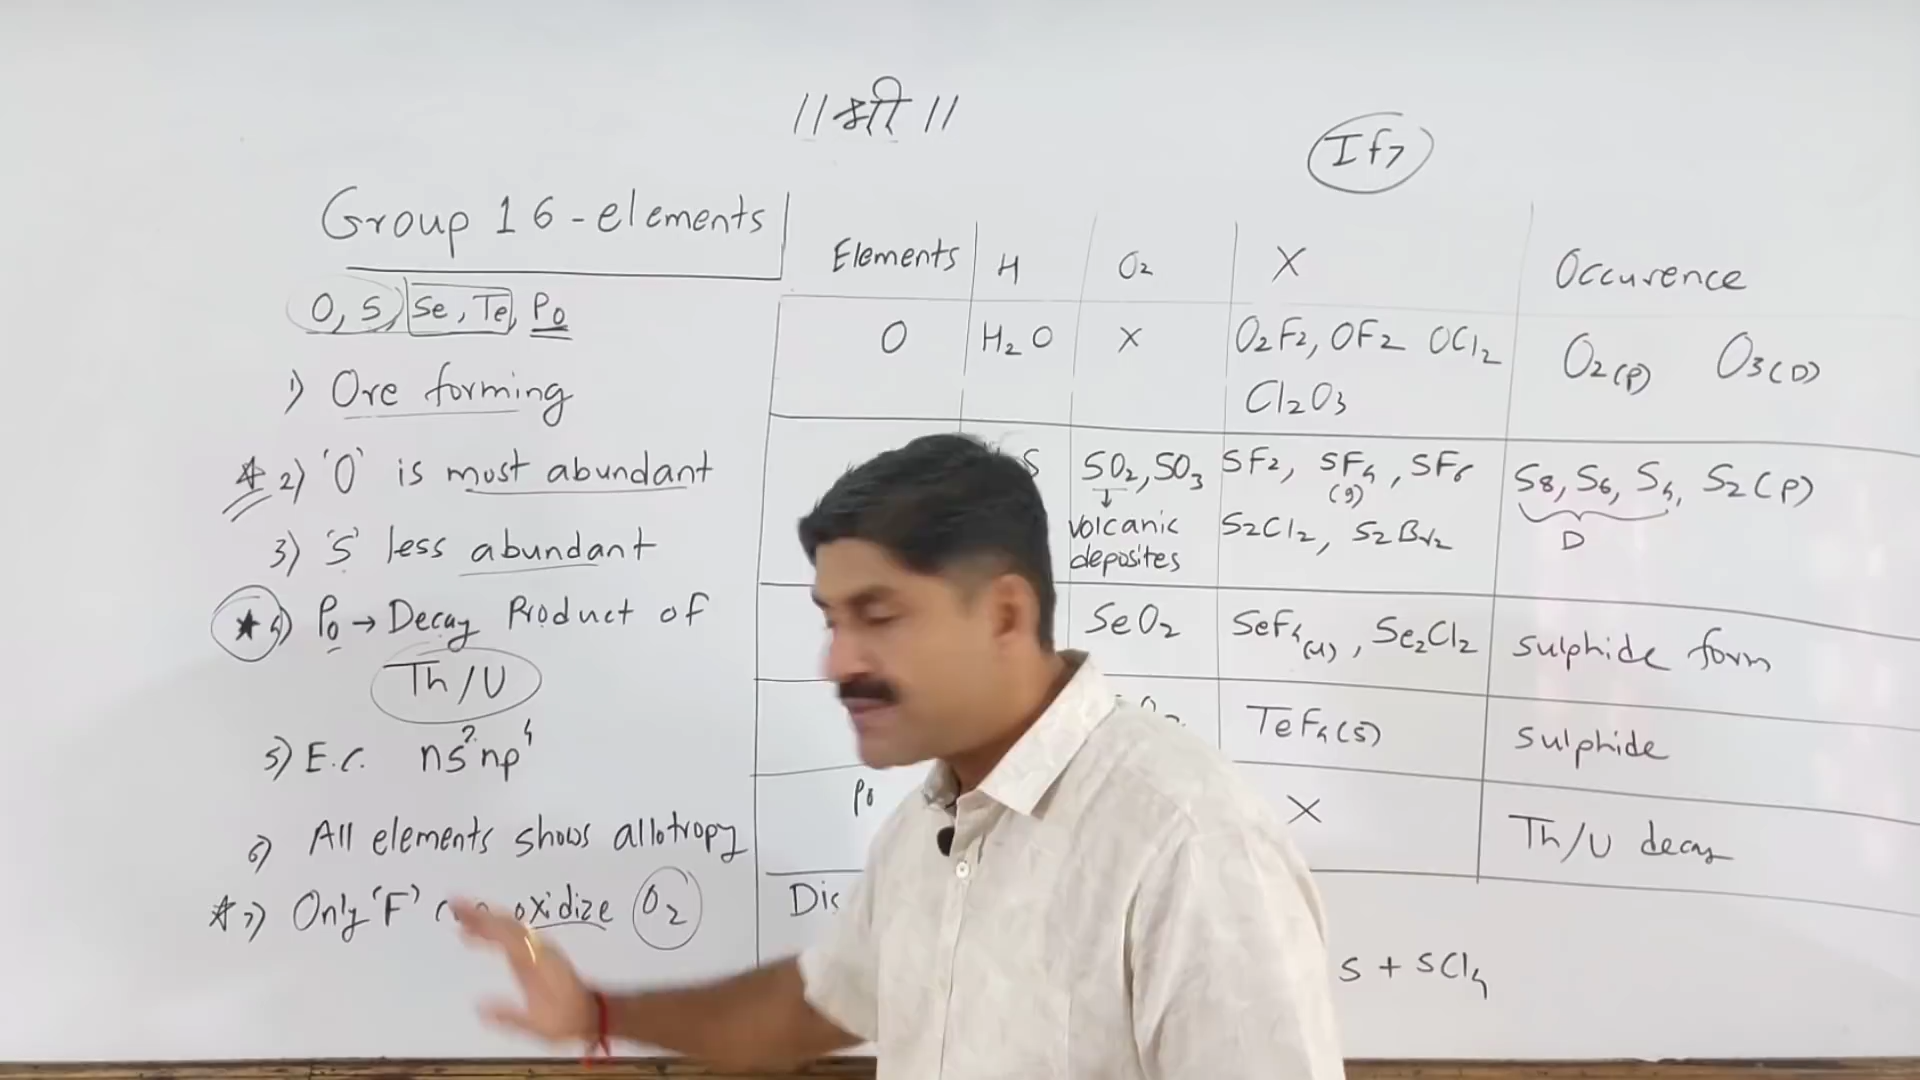 ||श्री||
If7
Group 16 - elements
O, S, Se, Te, Po
1) Ore forming
2) 'O' is most abundant
3) 'S' less abundant
4) Po → Decay Product of
Th/U
5) E.C. ns² np⁴
6) All elements shows allotropy
7) Only 'F' oxidize O₂
Elements H O₂ X Occurence
O H₂O X O₂F₂, OF₂ OCl₂ O₂(P) O₃(D)
Cl₂O₃
S SO₂, SO₃ SF₂, SF₄, SF₆ S₈, S₆, S₄, S₂(P)
↓ (g)
volcanic S₂Cl₂, S₂Br₂ D
deposites
SeO₂ SeF₄(u), Se₂Cl₂ Sulphide form
TeF₄(s) Sulphide
Po X Th/U decay
Dis
S + SCl₄